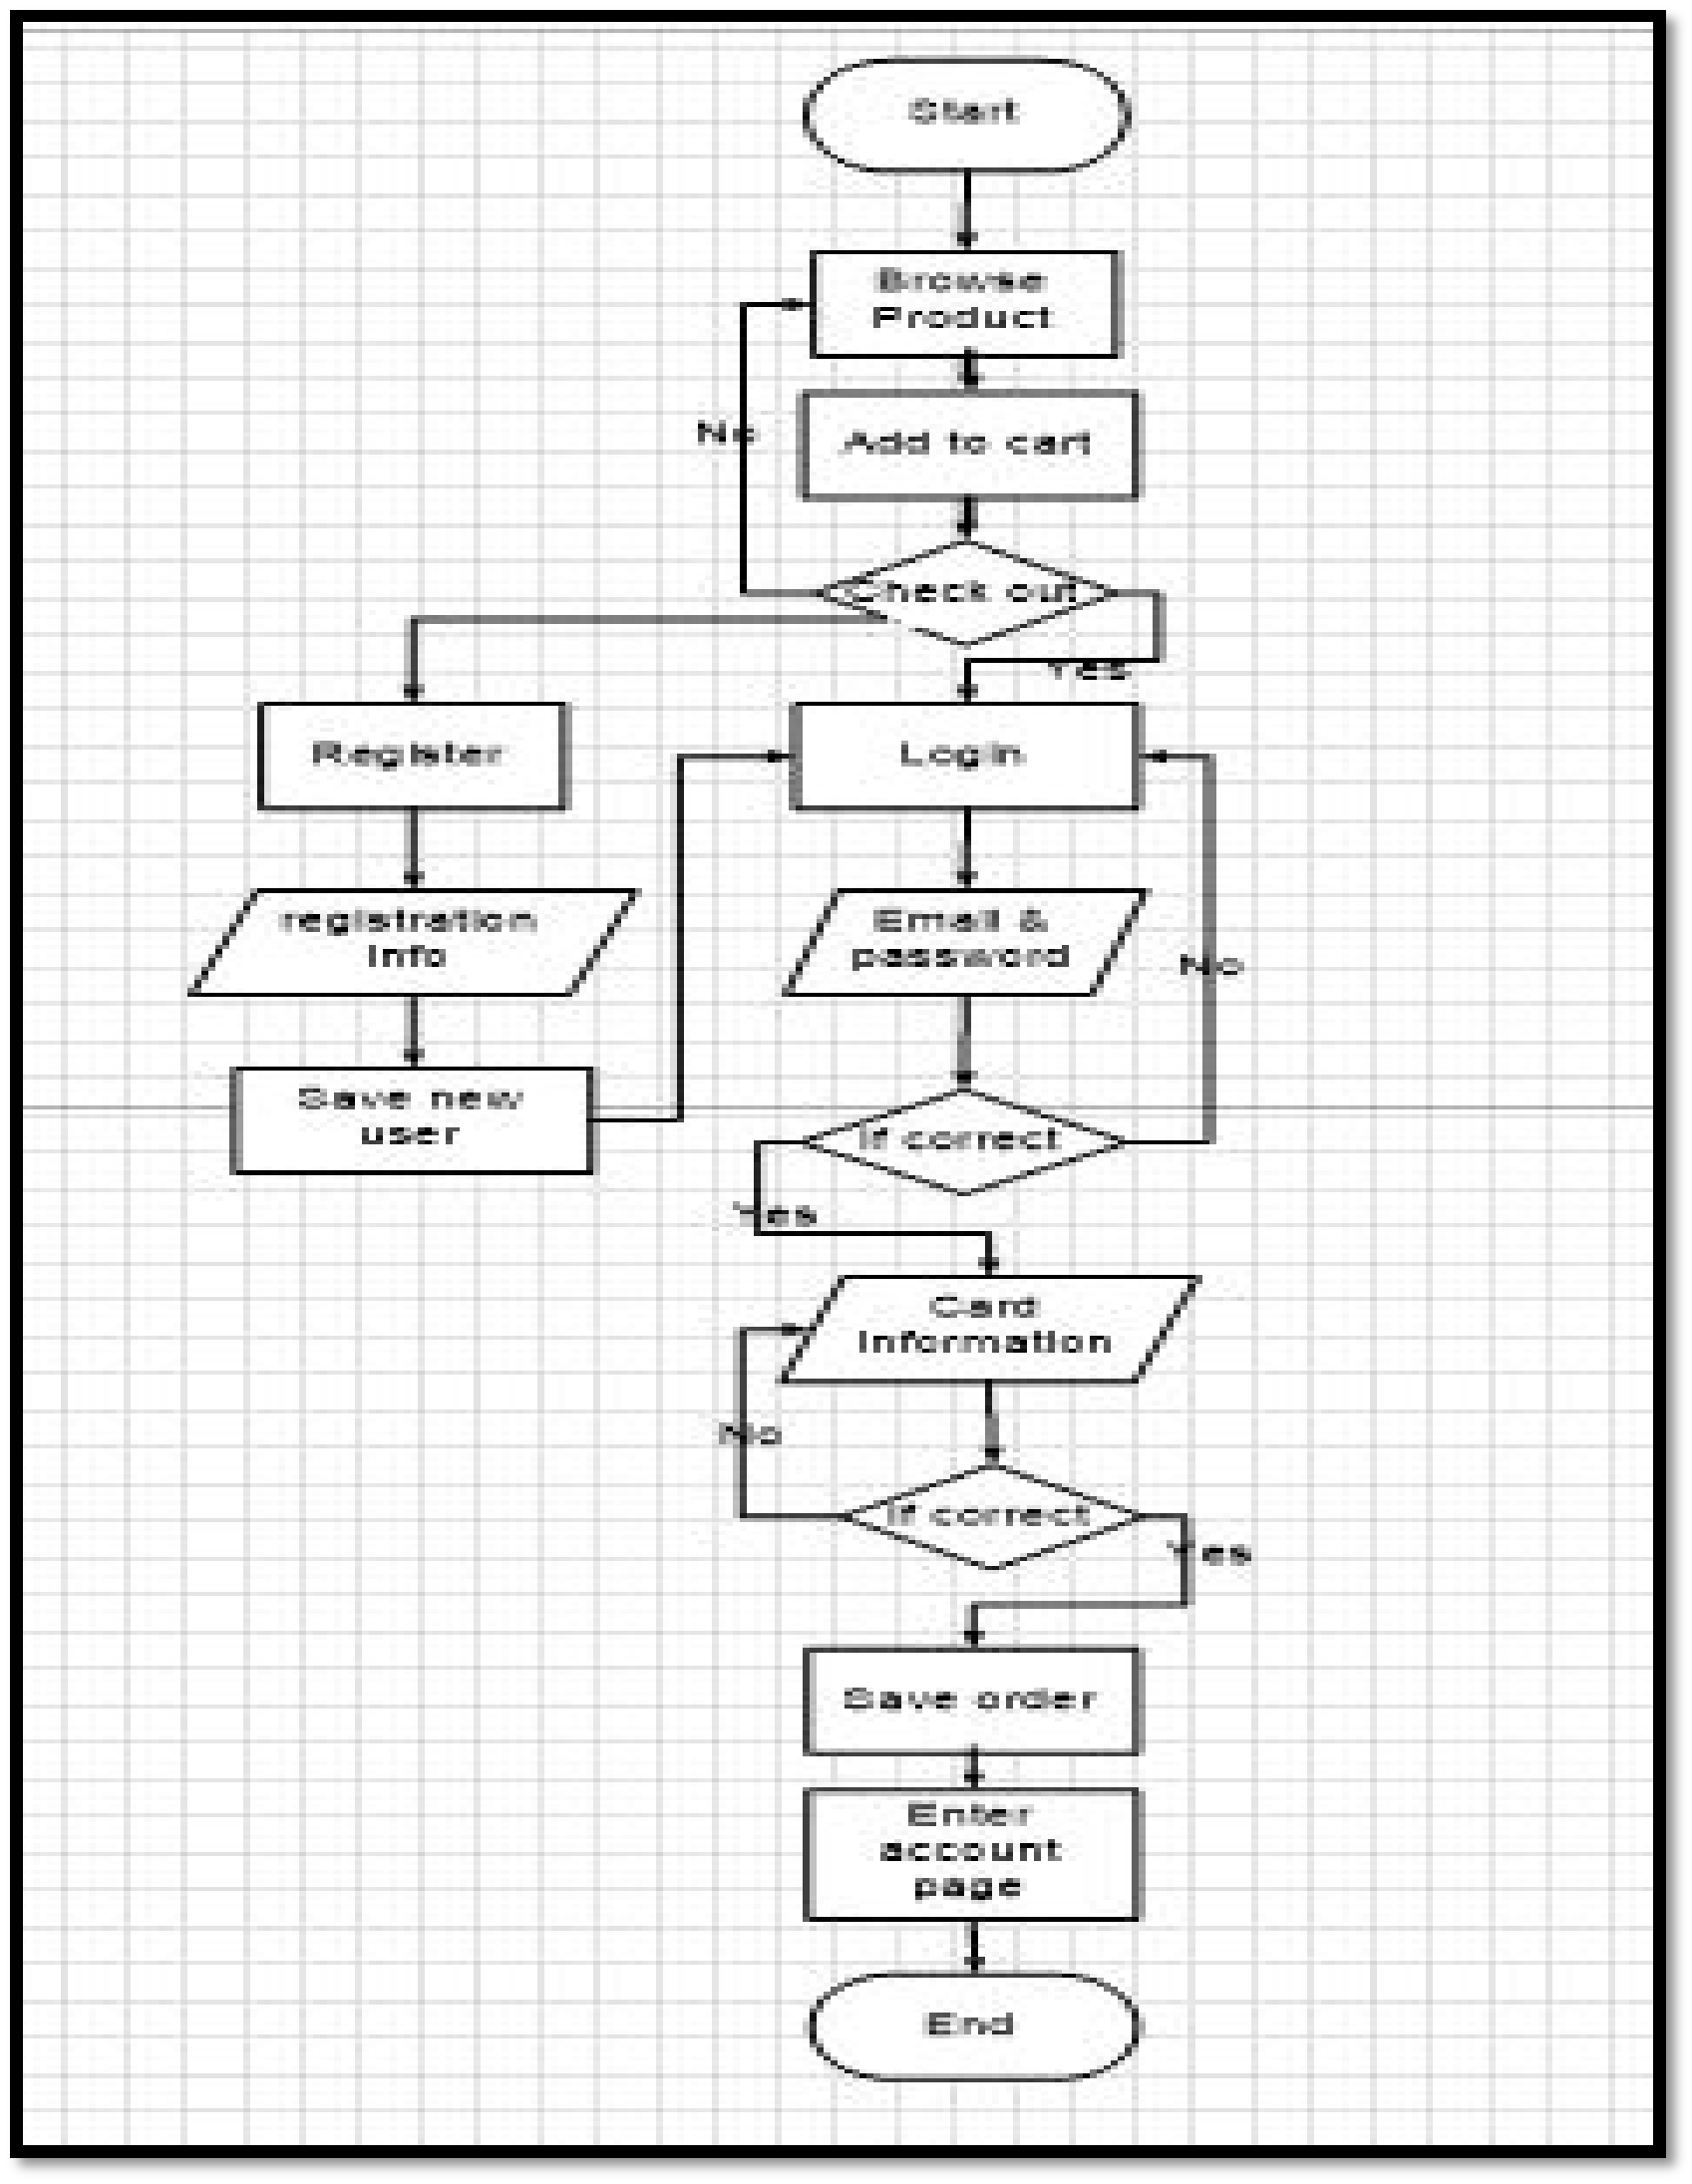 Start
Browse
Product
No
Add to cart
Check out
Yes
Register
Login
registration
info
Email &
password
No
Save new
user
if correct
Yes
Card
information
No
if correct
Yes
Save order
Enter
account
page
End